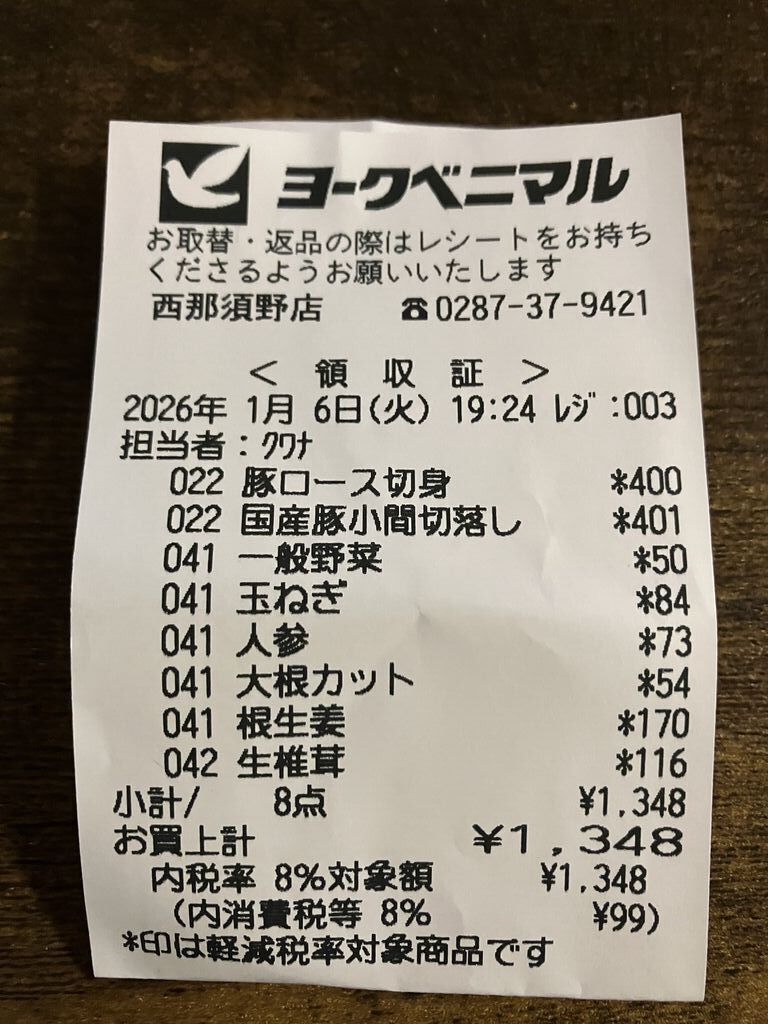 ヨークベニマル
お取替・返品の際はレシートをお持ち
くださるようお願いいたします
西那須野店 ☎0287-37-9421
< 領 収 証 >
2026年 1月 6日(火) 19:24 ﾚｼﾞ:003
担当者:ｸﾜﾅ
022 豚ロース切身 *400
022 国産豚小間切落し *401
041 一般野菜 *50
041 玉ねぎ *84
041 人参 *73
041 大根カット *54
041 根生姜 *170
042 生椎茸 *116
小計/ 8点 ¥1,348
お買上計 ¥1,348
内税率 8%対象額 ¥1,348
(内消費税等 8% ¥99)
*印は軽減税率対象商品です